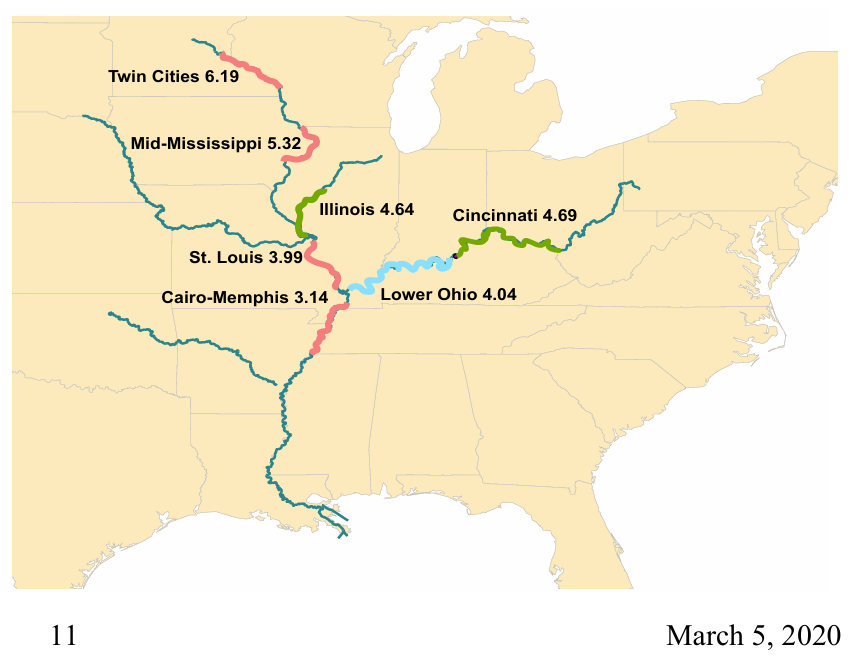 Twin Cities 6.19
Mid-Mississippi 5.32
Illinois 4.64
Cincinnati 4.69
St. Louis 3.99
Cairo-Memphis 3.14
Lower Ohio 4.04
11
March 5, 2020